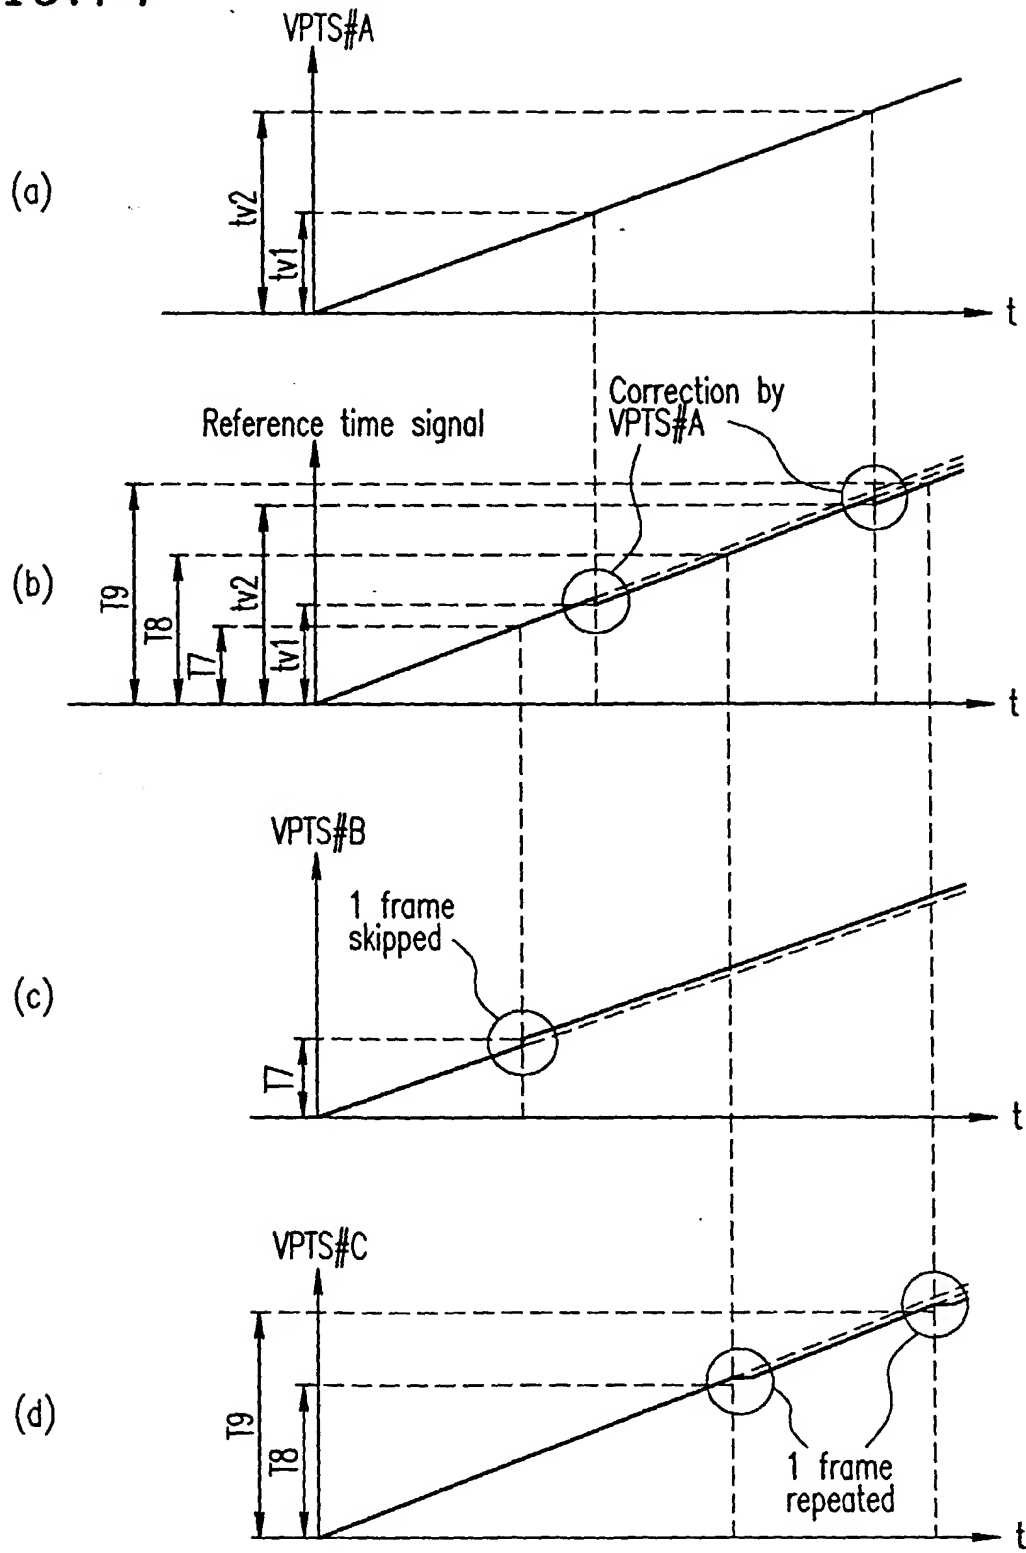 VPTS#A
(a)
tv2
tv1
t
Correction by
VPTS#A
Reference time signal
(b)
T9
T8
T7
tv2
tv1
t
VPTS#B
1 frame
skipped
(c)
T7
t
VPTS#C
(d)
T9
T8
1 frame
repeated
t